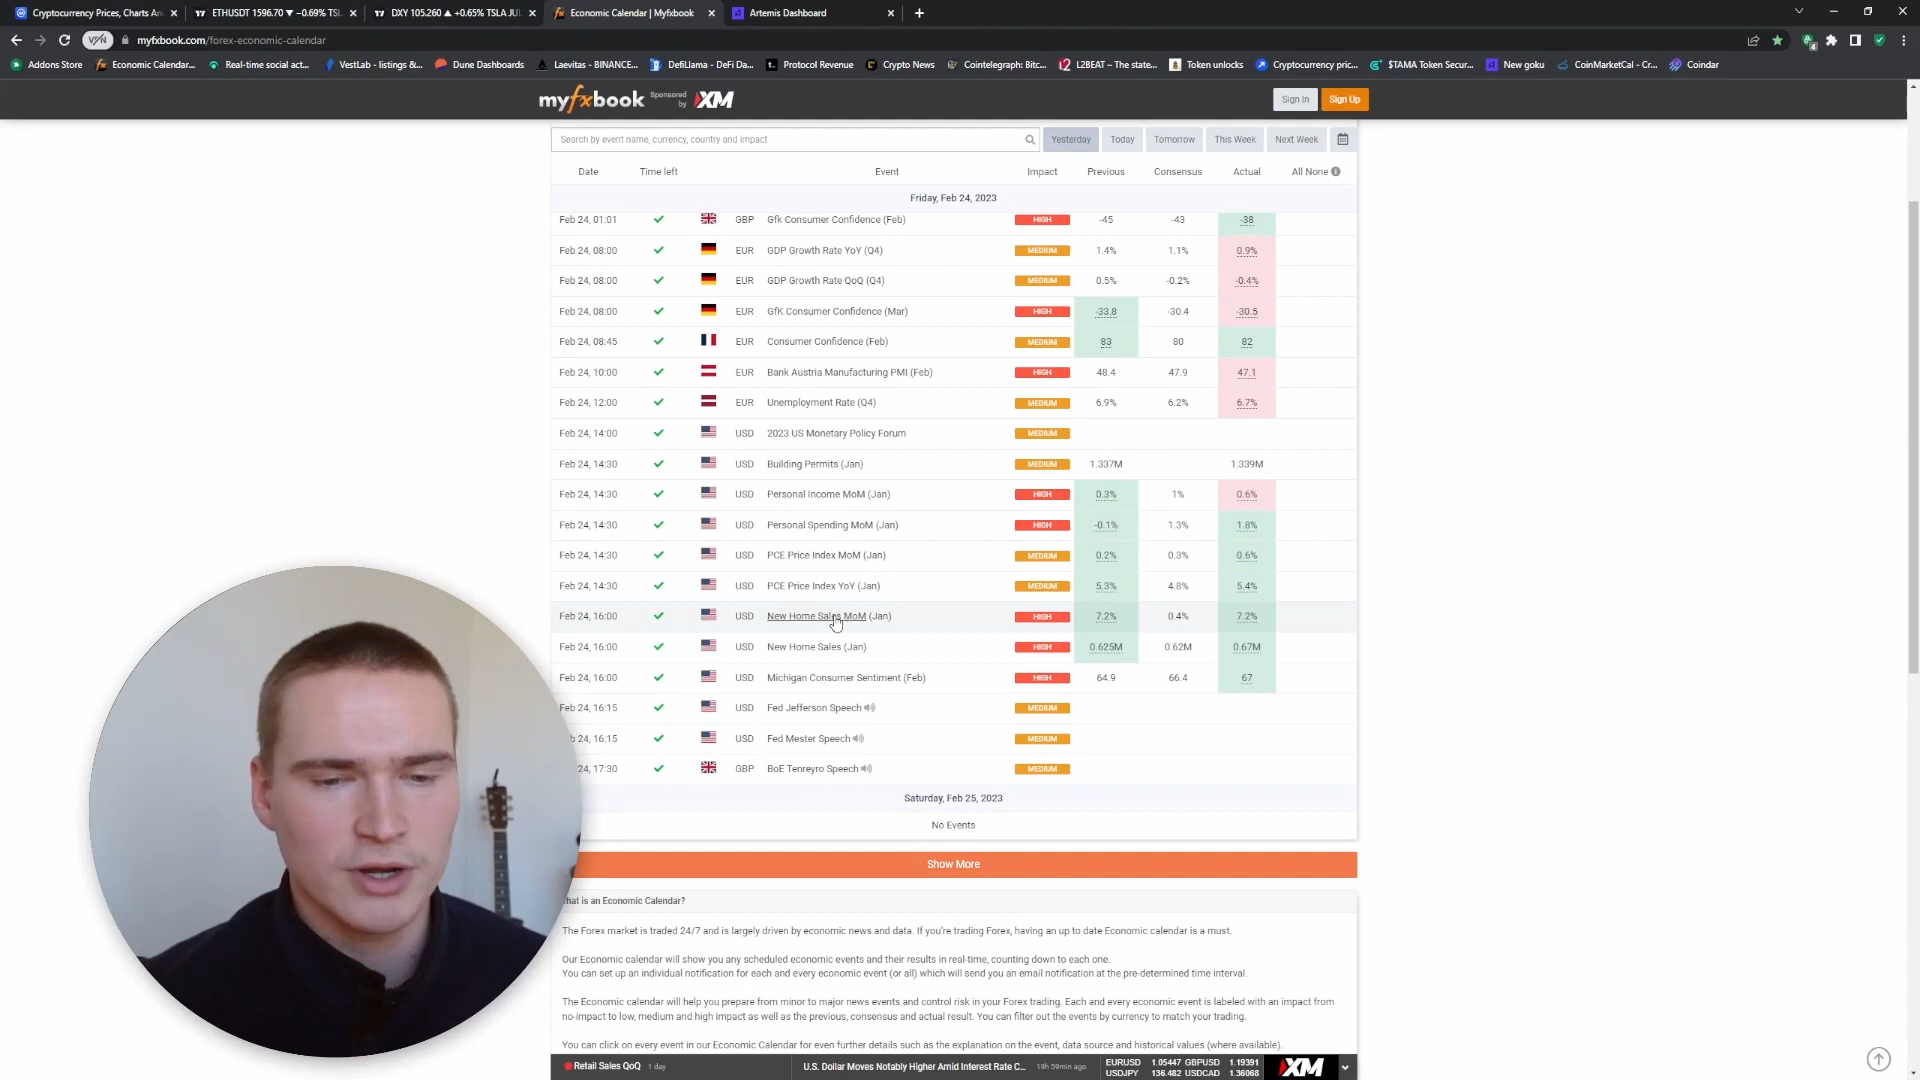 Cryptocurrency Prices, Charts An
ETHUSDT 1596.70 ▼ −0.69% TSL
DXY 105.260 ▲ +0.65% TSLA JU
Economic Calendar | Myfxbook
Artemis Dashboard
VPN
myfxbook.com/forex-economic-calendar
Addons Store
Economic Calendar...
Real-time social act...
VestLab - listings &...
Dune Dashboards
Laevitas - BINANCE...
DefiLlama - DeFi Da...
Protocol Revenue
Crypto News
Cointelegraph: Bitc...
L2BEAT – The state...
Token unlocks
Cryptocurrency pric...
$TAMA Token Secur...
New goku
CoinMarketCal - Cr...
Coindar
myfxbook Sponsored by XM
Sign In Sign Up
Search by event name, currency, country and impact
Yesterday Today Tomorrow This Week Next Week
Date Time left Event Impact Previous Consensus Actual All None
Friday, Feb 24, 2023
Feb 24, 01:01 GBP Gfk Consumer Confidence (Feb) HIGH -45 -43 -38
Feb 24, 08:00 EUR GDP Growth Rate YoY (Q4) MEDIUM 1.4% 1.1% 0.9%
Feb 24, 08:00 EUR GDP Growth Rate QoQ (Q4) MEDIUM 0.5% -0.2% -0.4%
Feb 24, 08:00 EUR GfK Consumer Confidence (Mar) HIGH -33.8 -30.4 -30.5
Feb 24, 08:45 EUR Consumer Confidence (Feb) MEDIUM 83 80 82
Feb 24, 10:00 EUR Bank Austria Manufacturing PMI (Feb) HIGH 48.4 47.9 47.1
Feb 24, 12:00 EUR Unemployment Rate (Q4) MEDIUM 6.9% 6.2% 6.7%
Feb 24, 14:00 USD 2023 US Monetary Policy Forum MEDIUM
Feb 24, 14:30 USD Building Permits (Jan) MEDIUM 1.337M 1.339M
Feb 24, 14:30 USD Personal Income MoM (Jan) HIGH 0.3% 1% 0.6%
Feb 24, 14:30 USD Personal Spending MoM (Jan) HIGH -0.1% 1.3% 1.8%
Feb 24, 14:30 USD PCE Price Index MoM (Jan) MEDIUM 0.2% 0.3% 0.6%
Feb 24, 14:30 USD PCE Price Index YoY (Jan) MEDIUM 5.3% 4.8% 5.4%
Feb 24, 16:00 USD New Home Sales MoM (Jan) HIGH 7.2% 0.4% 7.2%
Feb 24, 16:00 USD New Home Sales (Jan) HIGH 0.625M 0.62M 0.67M
Feb 24, 16:00 USD Michigan Consumer Sentiment (Feb) HIGH 64.9 66.4 67
Feb 24, 16:15 USD Fed Jefferson Speech MEDIUM
b 24, 16:15 USD Fed Mester Speech MEDIUM
24, 17:30 GBP BoE Tenreyro Speech MEDIUM
Saturday, Feb 25, 2023
No Events
Show More
hat is an Economic Calendar?
The Forex market is traded 24/7 and is largely driven by economic news and data. If you're trading Forex, having an up to date Economic calendar is a must.
Our Economic calendar will show you any scheduled economic events and their results in real-time, counting down to each one.
You can set up an individual notification for each and every economic event (or all) which will send you an email notification at the pre-determined time interval.
The Economic calendar will help you prepare from minor to major news events and control risk in your Forex trading. Each and every economic event is labeled with an impact from
no-impact to low, medium and high impact as well as the previous, consensus and actual result. You can filter out the events by currency to match your trading.
You can click on every event in our Economic Calendar for even further details such as the explanation on the event, data source and historical values (where available).
Retail Sales QoQ 1 day
U.S. Dollar Moves Notably Higher Amid Interest Rate C... 19h 59min ago
EURUSD 1.05447 GBPUSD 1.19391
USDJPY 136.482 USDCAD 1.36068
XM